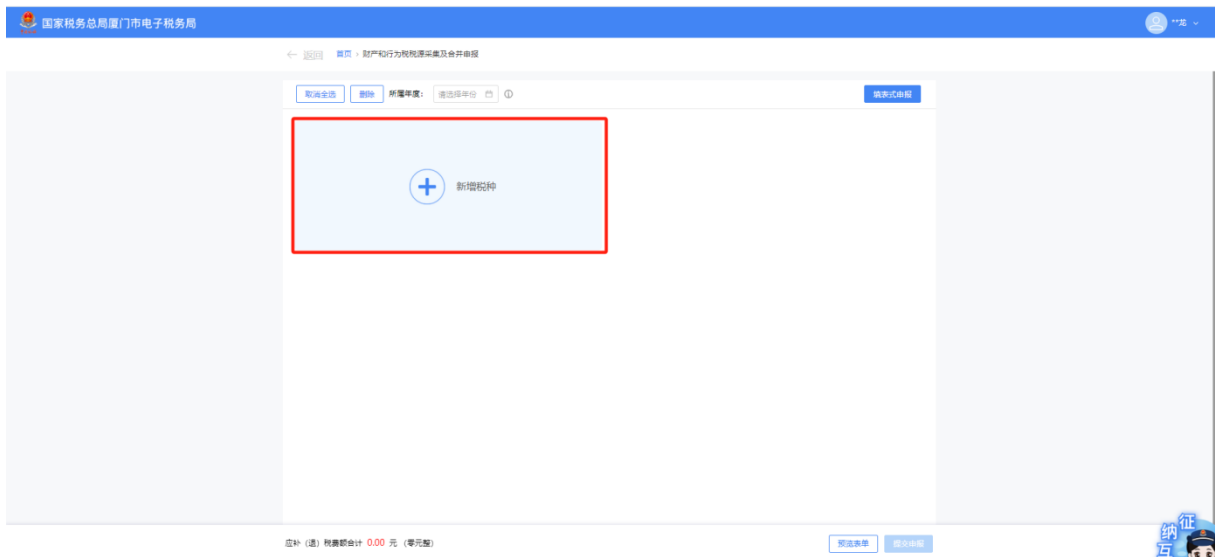 国家税务总局厦门市电子税务局
**龙
返回 首页 › 财产和行为税税源采集及合并申报
取消全选 删除 所属年度: 请选择年份 填表式申报
新增税种
应补（退）税费额合计 0.00 元 （零元整）
预览表单 提交申报
征
纳
互